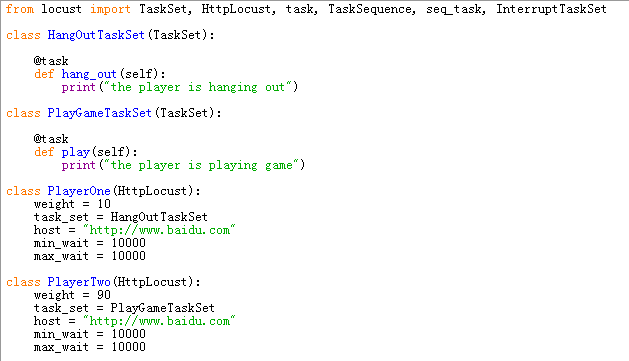 from locust import TaskSet, HttpLocust, task, TaskSequence, seq_task, InterruptTaskSet
class HangOutTaskSet(TaskSet):
    @task
    def hang_out(self):
        print("the player is hanging out")
class PlayGameTaskSet(TaskSet):
    @task
    def play(self):
        print("the player is playing game")
class PlayerOne(HttpLocust):
    weight = 10
    task_set = HangOutTaskSet
    host = "http://www.baidu.com"
    min_wait = 10000
    max_wait = 10000
class PlayerTwo(HttpLocust):
    weight = 90
    task_set = PlayGameTaskSet
    host = "http://www.baidu.com"
    min_wait = 10000
    max_wait = 10000